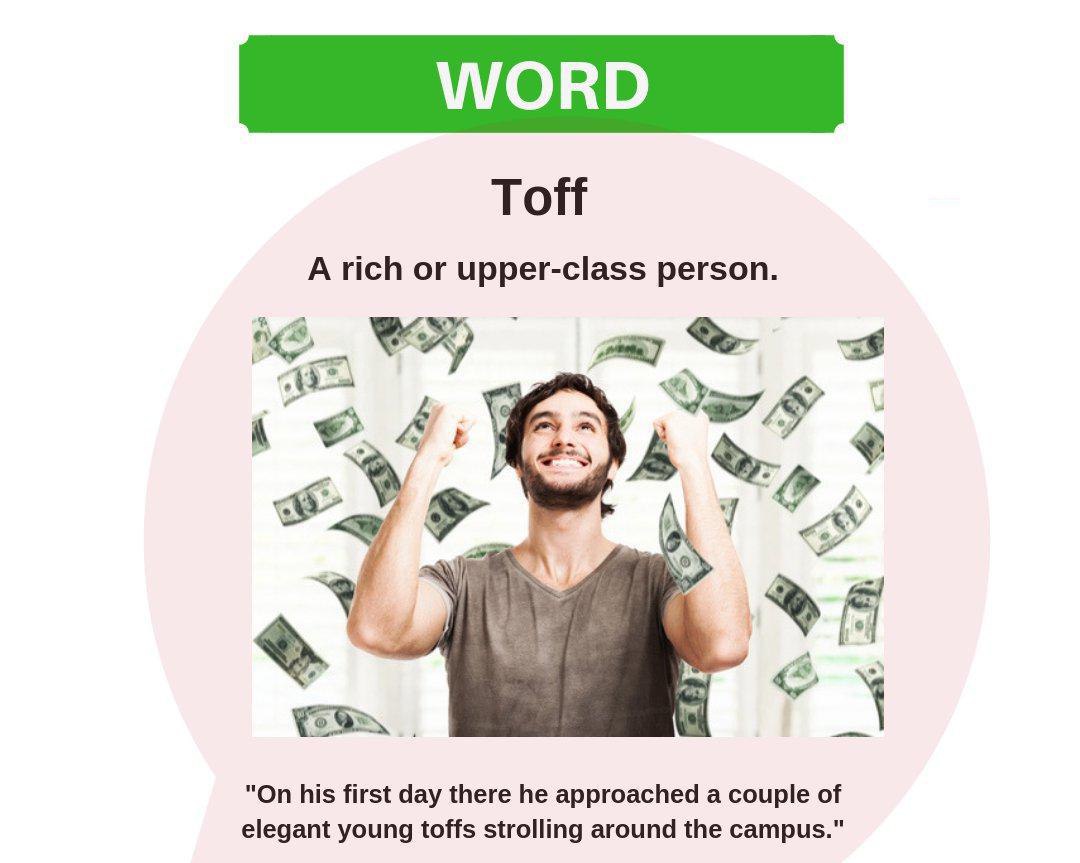 WORD
Toff
A rich or upper-class person.
"On his first day there he approached a couple of
elegant young toffs strolling around the campus."